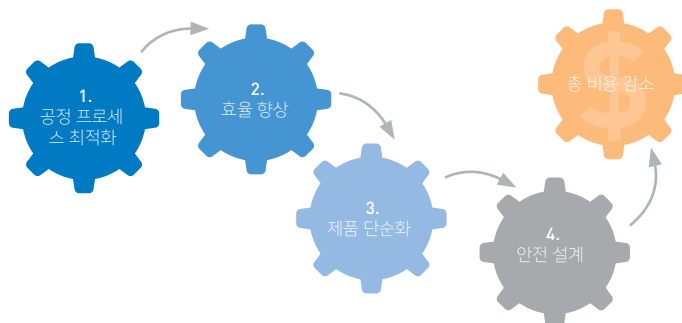 1.
공정 프로세
스 최적화
2.
효율 향상
3.
제품 단순화
4.
안전 설계
$
총 비용 감소